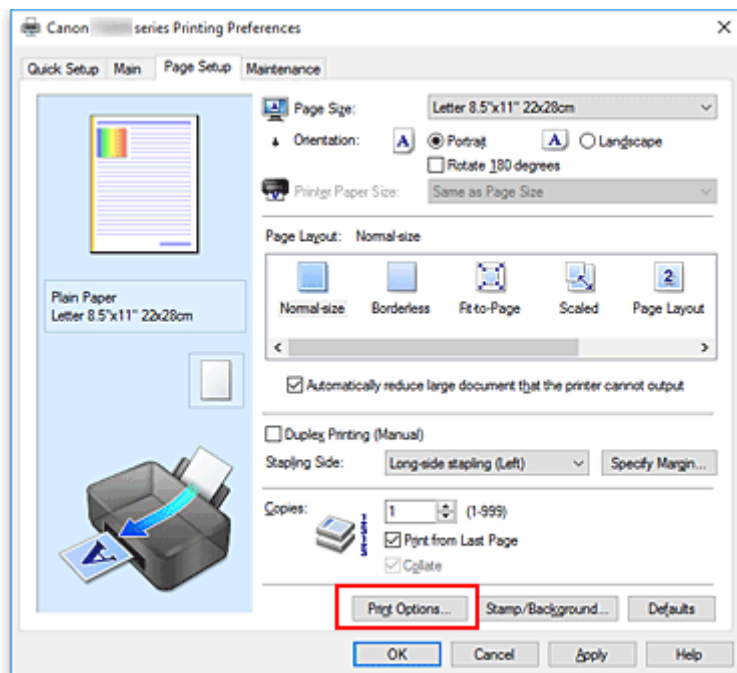 Canon series Printing Preferences
Quick Setup Main Page Setup Maintenance
Page Size: Letter 8.5"x11" 22x28cm
Orientation: A Portrait A Landscape
Rotate 180 degrees
Printer Paper Size: Same as Page Size
Page Layout: Normal-size
2
Normal-size Borderless Fit-to-Page Scaled Page Layout
Plain Paper
Letter 8.5"x11" 22x28cm
Automatically reduce large document that the printer cannot output
Duplex Printing (Manual)
Stapling Side: Long-side stapling (Left) Specify Margin...
Copies: 1 (1-999)
Print from Last Page
Collate
A
Print Options... Stamp/Background... Defaults
OK Cancel Apply Help